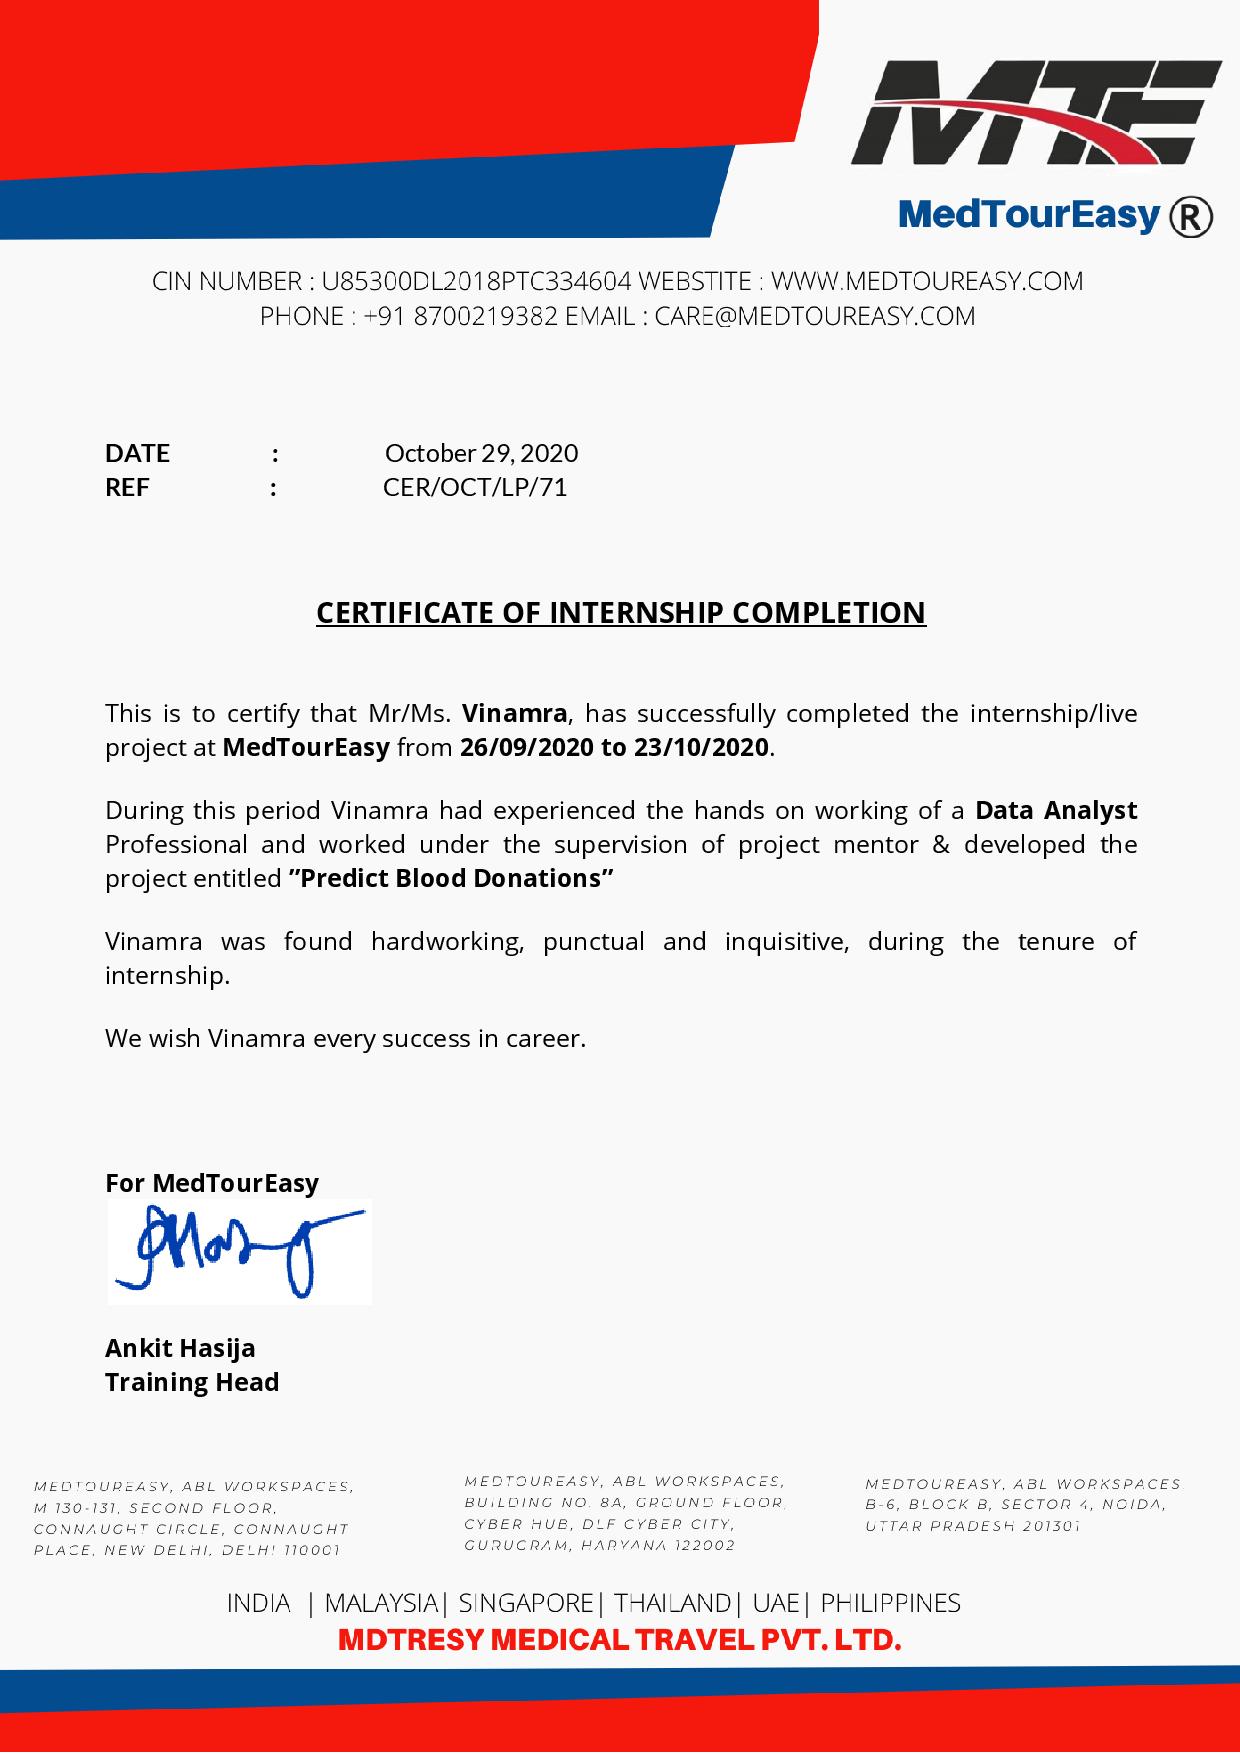 MTE
MedTourEasy ®
CIN NUMBER : U85300DL2018PTC334604 WEBSTITE : WWW.MEDTOUREASY.COM
PHONE : +91 8700219382 EMAIL : CARE@MEDTOUREASY.COM
DATE : October 29, 2020
REF : CER/OCT/LP/71
CERTIFICATE OF INTERNSHIP COMPLETION
This is to certify that Mr/Ms. Vinamra, has successfully completed the internship/live
project at MedTourEasy from 26/09/2020 to 23/10/2020.
During this period Vinamra had experienced the hands on working of a Data Analyst
Professional and worked under the supervision of project mentor & developed the
project entitled ”Predict Blood Donations”
Vinamra was found hardworking, punctual and inquisitive, during the tenure of
internship.
We wish Vinamra every success in career.
For MedTourEasy
Ankit Hasija
Training Head
MEDTOUREASY, ABL WORKSPACES,
M 130-131, SECOND FLOOR,
CONNAUGHT CIRCLE, CONNAUGHT
PLACE, NEW DELHI, DELHI 110001
MEDTOUREASY, ABL WORKSPACES,
BUILDING NO. 8A, GROUND FLOOR,
CYBER HUB, DLF CYBER CITY,
GURUGRAM, HARYANA 122002
MEDTOUREASY, ABL WORKSPACES
B-6, BLOCK B, SECTOR 4, NOIDA,
UTTAR PRADESH 201301
INDIA | MALAYSIA| SINGAPORE| THAILAND| UAE| PHILIPPINES
MDTRESY MEDICAL TRAVEL PVT. LTD.